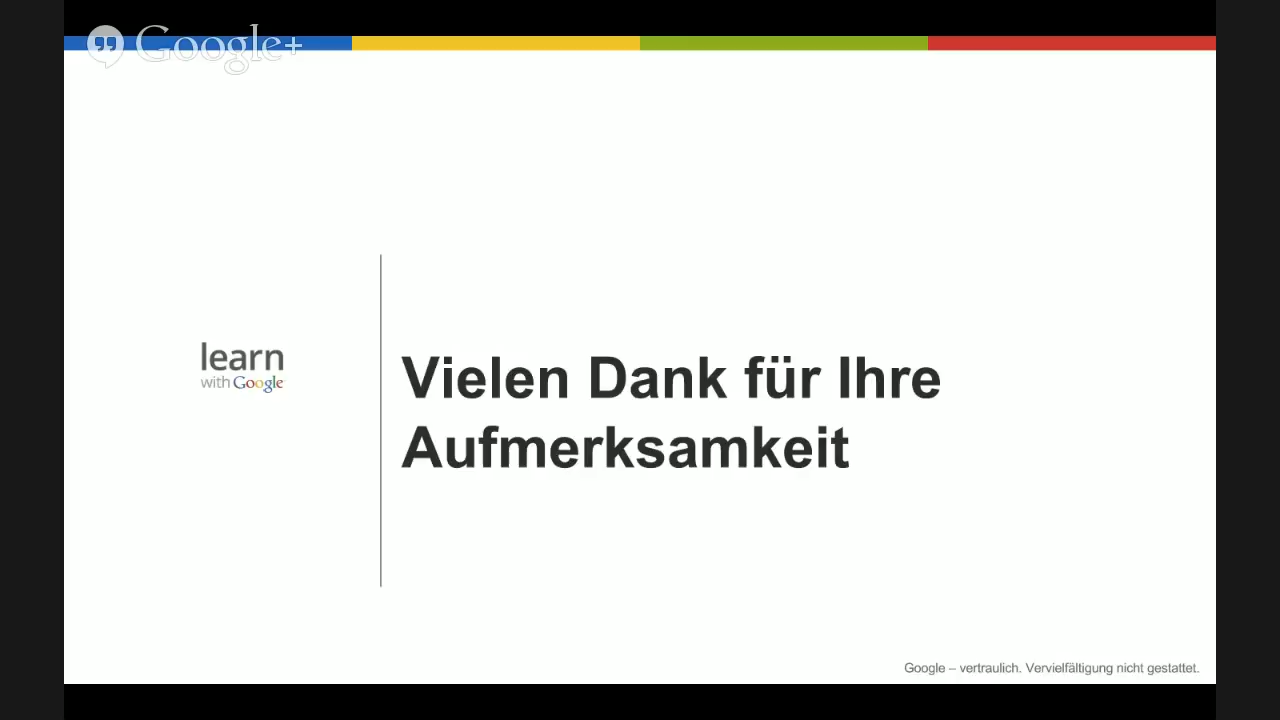 Google+
learn
with Google
Vielen Dank für Ihre
Aufmerksamkeit
Google – vertraulich. Vervielfältigung nicht gestattet.